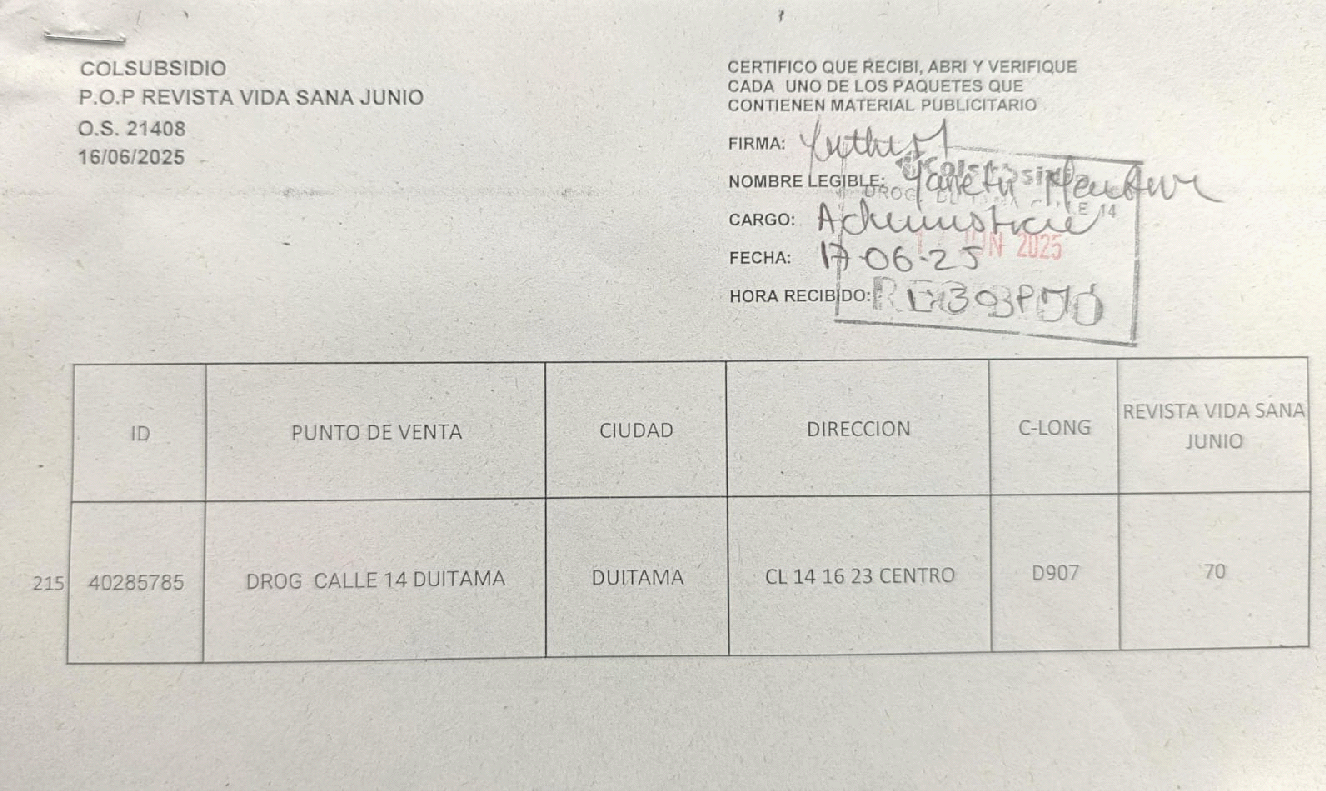 COLSUBSIDIO
P.O.P REVISTA VIDA SANA JUNIO
O.S. 21408
16/06/2025
CERTIFICO QUE RECIBI, ABRI Y VERIFIQUE
CADA UNO DE LOS PAQUETES QUE
CONTIENEN MATERIAL PUBLICITARIO
FIRMA:
NOMBRE LEGIBLE: Yaneth
CARGO:
FECHA: 17-06-25
JUN 2025
HORA RECIBIDO:
ID PUNTO DE VENTA CIUDAD DIRECCION C-LONG REVISTA VIDA SANA
JUNIO
215 40285785 DROG CALLE 14 DUITAMA DUITAMA CL 14 16 23 CENTRO D907 70